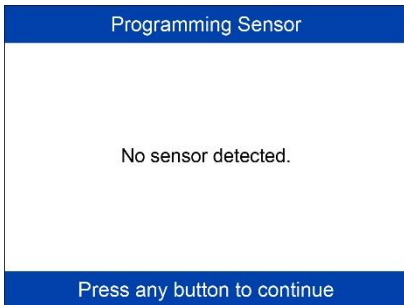 Programming Sensor
No sensor detected.
Press any button to continue